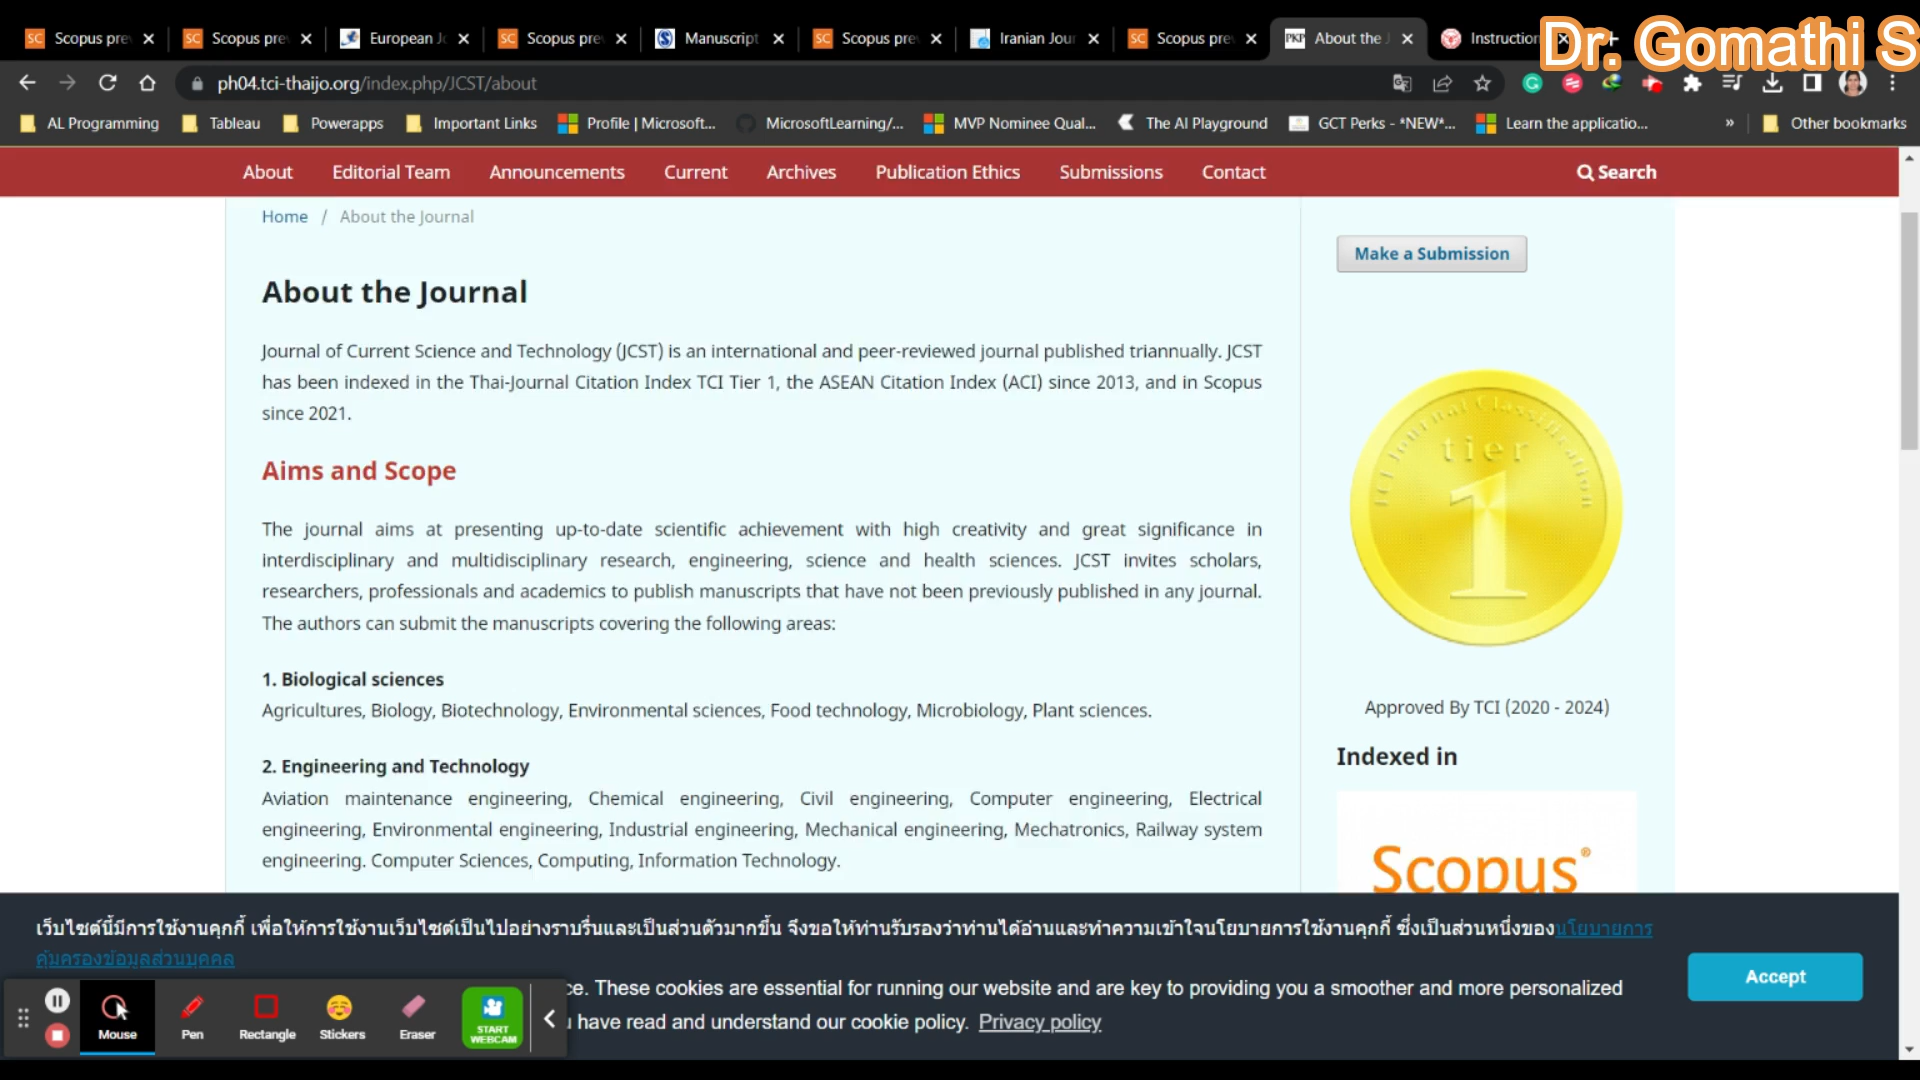 Scopus pre
Scopus pre
European Jo
Scopus pre
Manuscript
Scopus pre
Iranian Jour
Scopus pre
About the J
Instruction
Dr. Gomathi S
ph04.tci-thaijo.org/index.php/JCST/about
AL Programming
Tableau
Powerapps
Important Links
Profile | Microsoft...
MicrosoftLearning/...
MVP Nominee Qual...
The AI Playground
GCT Perks - *NEW*...
Learn the applicatio...
»
Other bookmarks
About
Editorial Team
Announcements
Current
Archives
Publication Ethics
Submissions
Contact
Search
Home / About the Journal
Make a Submission
About the Journal
Journal of Current Science and Technology (JCST) is an international and peer-reviewed journal published triannually. JCST
has been indexed in the Thai-Journal Citation Index TCI Tier 1, the ASEAN Citation Index (ACI) since 2013, and in Scopus
since 2021.
Aims and Scope
The journal aims at presenting up-to-date scientific achievement with high creativity and great significance in
interdisciplinary and multidisciplinary research, engineering, science and health sciences. JCST invites scholars,
researchers, professionals and academics to publish manuscripts that have not been previously published in any journal.
The authors can submit the manuscripts covering the following areas:
1. Biological sciences
Agricultures, Biology, Biotechnology, Environmental sciences, Food technology, Microbiology, Plant sciences.
2. Engineering and Technology
Aviation maintenance engineering, Chemical engineering, Civil engineering, Computer engineering, Electrical
engineering, Environmental engineering, Industrial engineering, Mechanical engineering, Mechatronics, Railway system
engineering. Computer Sciences, Computing, Information Technology.
TCI Journal Classification
tier
1
Approved By TCI (2020 - 2024)
Indexed in
Scopus®
เว็บไซต์นี้มีการใช้งานคุกกี้ เพื่อให้การใช้งานเว็บไซต์เป็นไปอย่างราบรื่นและเป็นส่วนตัวมากขึ้น จึงขอให้ท่านรับรองว่าท่านได้อ่านและทำความเข้าใจนโยบายการใช้งานคุกกี้ ซึ่งเป็นส่วนหนึ่งของนโยบายการ
คุ้มครองข้อมูลส่วนบุคคล
ce. These cookies are essential for running our website and are key to providing you a smoother and more personalized
have read and understand our cookie policy. Privacy policy
Accept
Mouse
Pen
Rectangle
Stickers
Eraser
START
WEBCAM